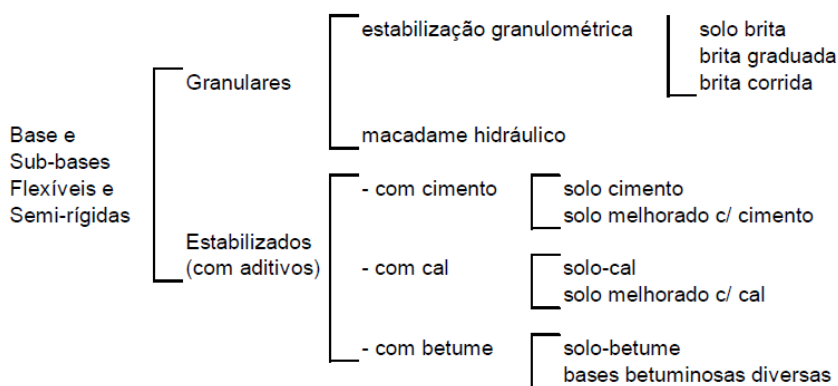 Base e
Sub-bases
Flexíveis e
Semi-rígidas
Granulares
estabilização granulométrica
solo brita
brita graduada
brita corrida
macadame hidráulico
Estabilizados
(com aditivos)
- com cimento
solo cimento
solo melhorado c/ cimento
- com cal
solo-cal
solo melhorado c/ cal
- com betume
solo-betume
bases betuminosas diversas